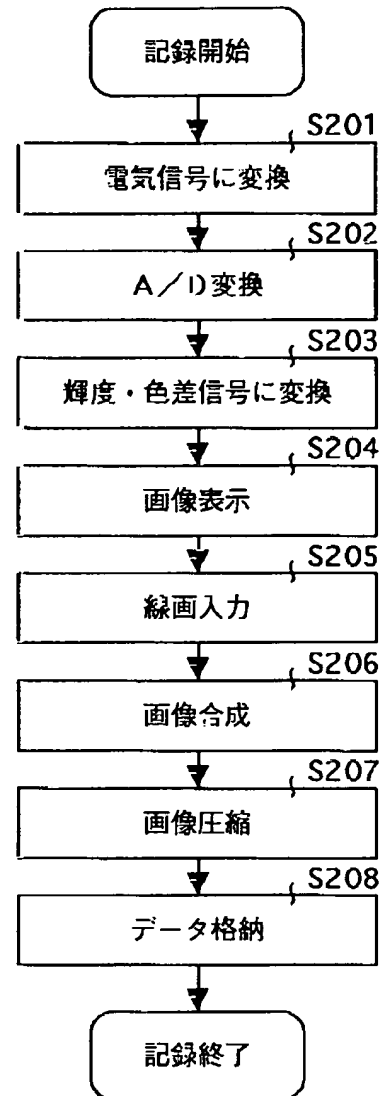 記録開始
S201
電気信号に変換
S202
A/D変換
S203
輝度・色差信号に変換
S204
画像表示
S205
線画入力
S206
画像合成
S207
画像圧縮
S208
データ格納
記録終了